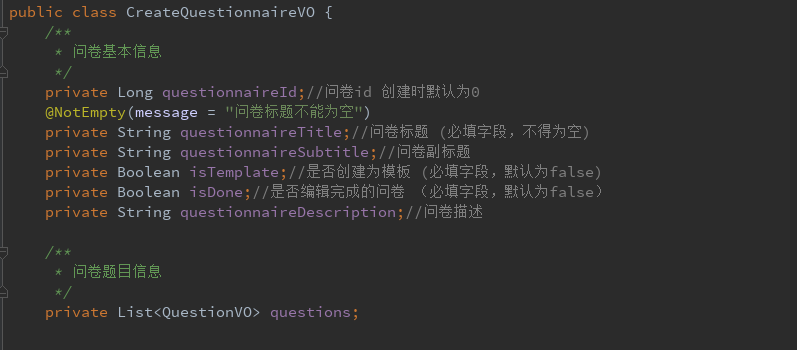 public class CreateQuestionnaireVO {
/**
* 问卷基本信息
*/
private Long questionnaireId;//问卷id 创建时默认为0
@NotEmpty(message = "问卷标题不能为空")
private String questionnaireTitle;//问卷标题 (必填字段，不得为空)
private String questionnaireSubtitle;//问卷副标题
private Boolean isTemplate;//是否创建为模板 (必填字段，默认为false)
private Boolean isDone;//是否编辑完成的问卷 （必填字段，默认为false）
private String questionnaireDescription;//问卷描述
/**
* 问卷题目信息
*/
private List<QuestionVO> questions;